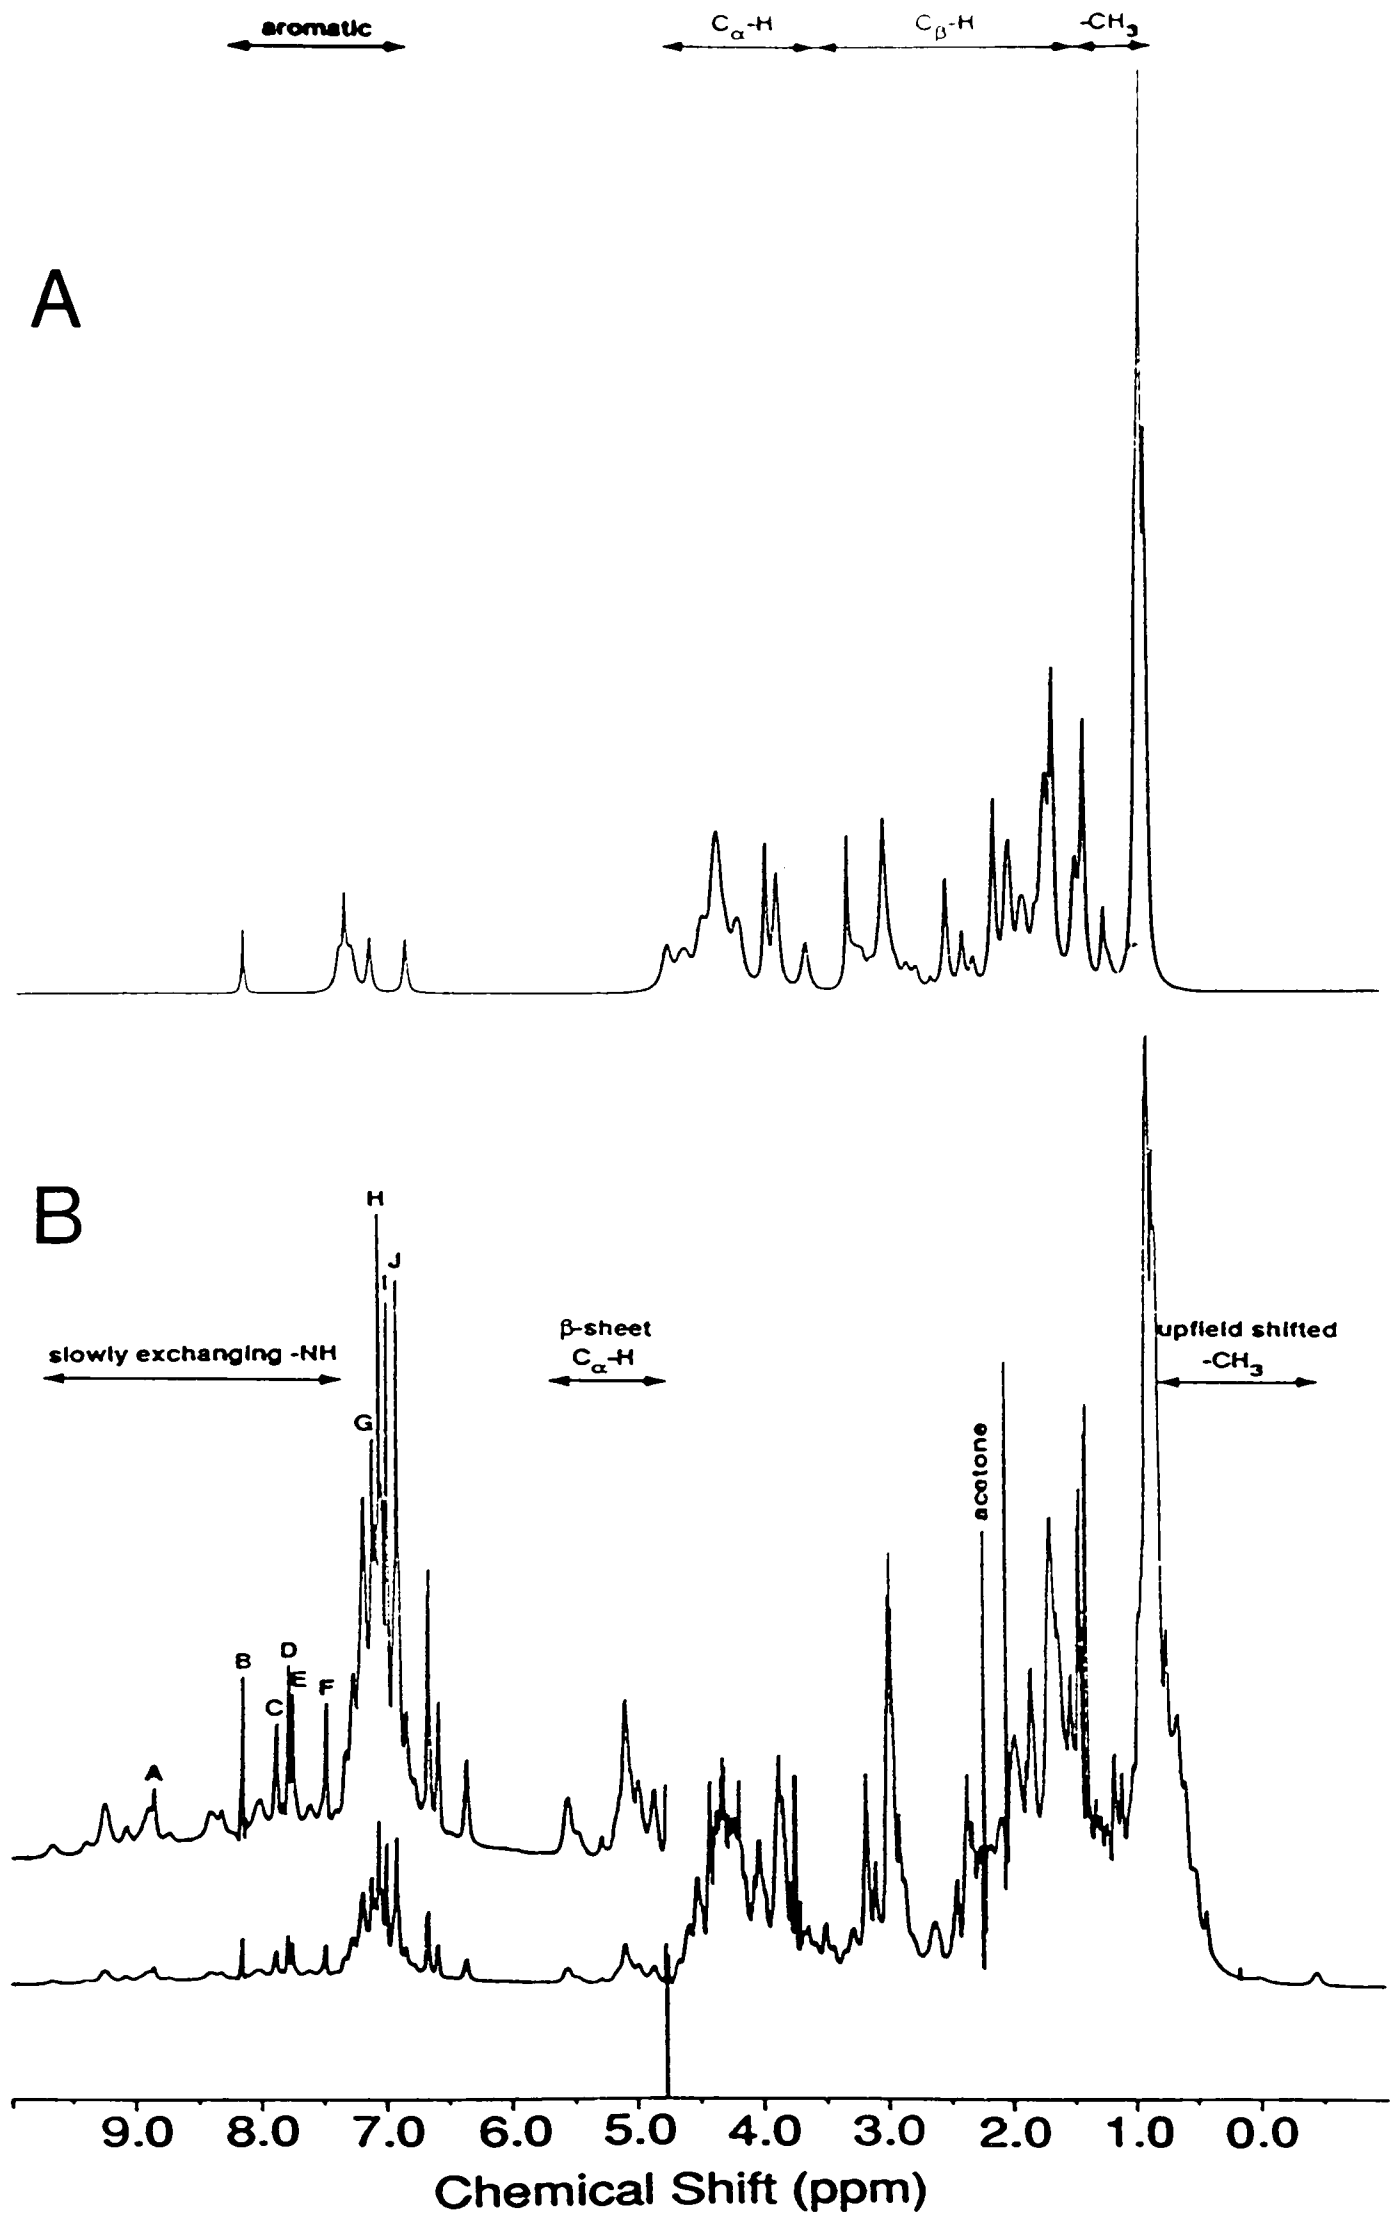 aromatic
Cα-H
Cβ-H
-CH3
A
B
H
I
J
slowly exchanging -NH
β-sheet
Cα-H
upfield shifted
-CH3
G
acetone
B
D
E
C
F
A
9.0 8.0 7.0 6.0 5.0 4.0 3.0 2.0 1.0 0.0
Chemical Shift (ppm)